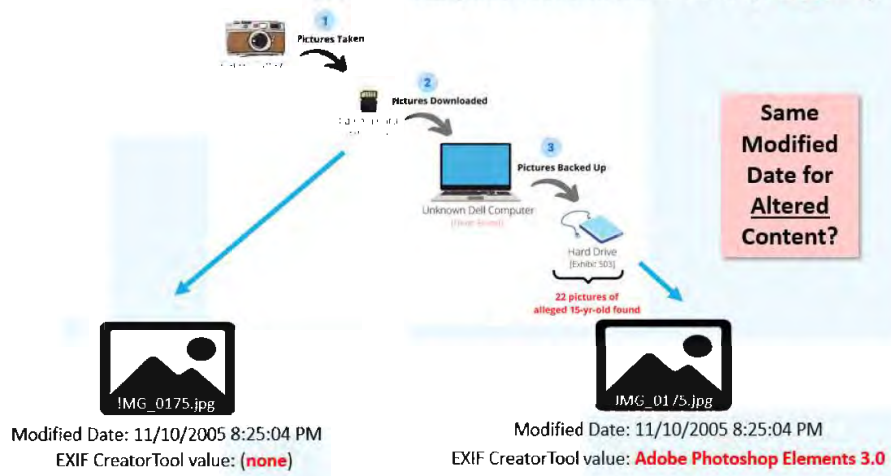 1
Pictures Taken
2
Pictures Downloaded
3
Pictures Backed Up
Unknown Dell Computer
Hard Drive
[Exhibit 503]
22 pictures of
alleged 15-yr-old found
Same
Modified
Date for
Altered
Content?
IMG_0175.jpg
Modified Date: 11/10/2005 8:25:04 PM
EXIF CreatorTool value: (none)
IMG_0175.jpg
Modified Date: 11/10/2005 8:25:04 PM
EXIF CreatorTool value: Adobe Photoshop Elements 3.0